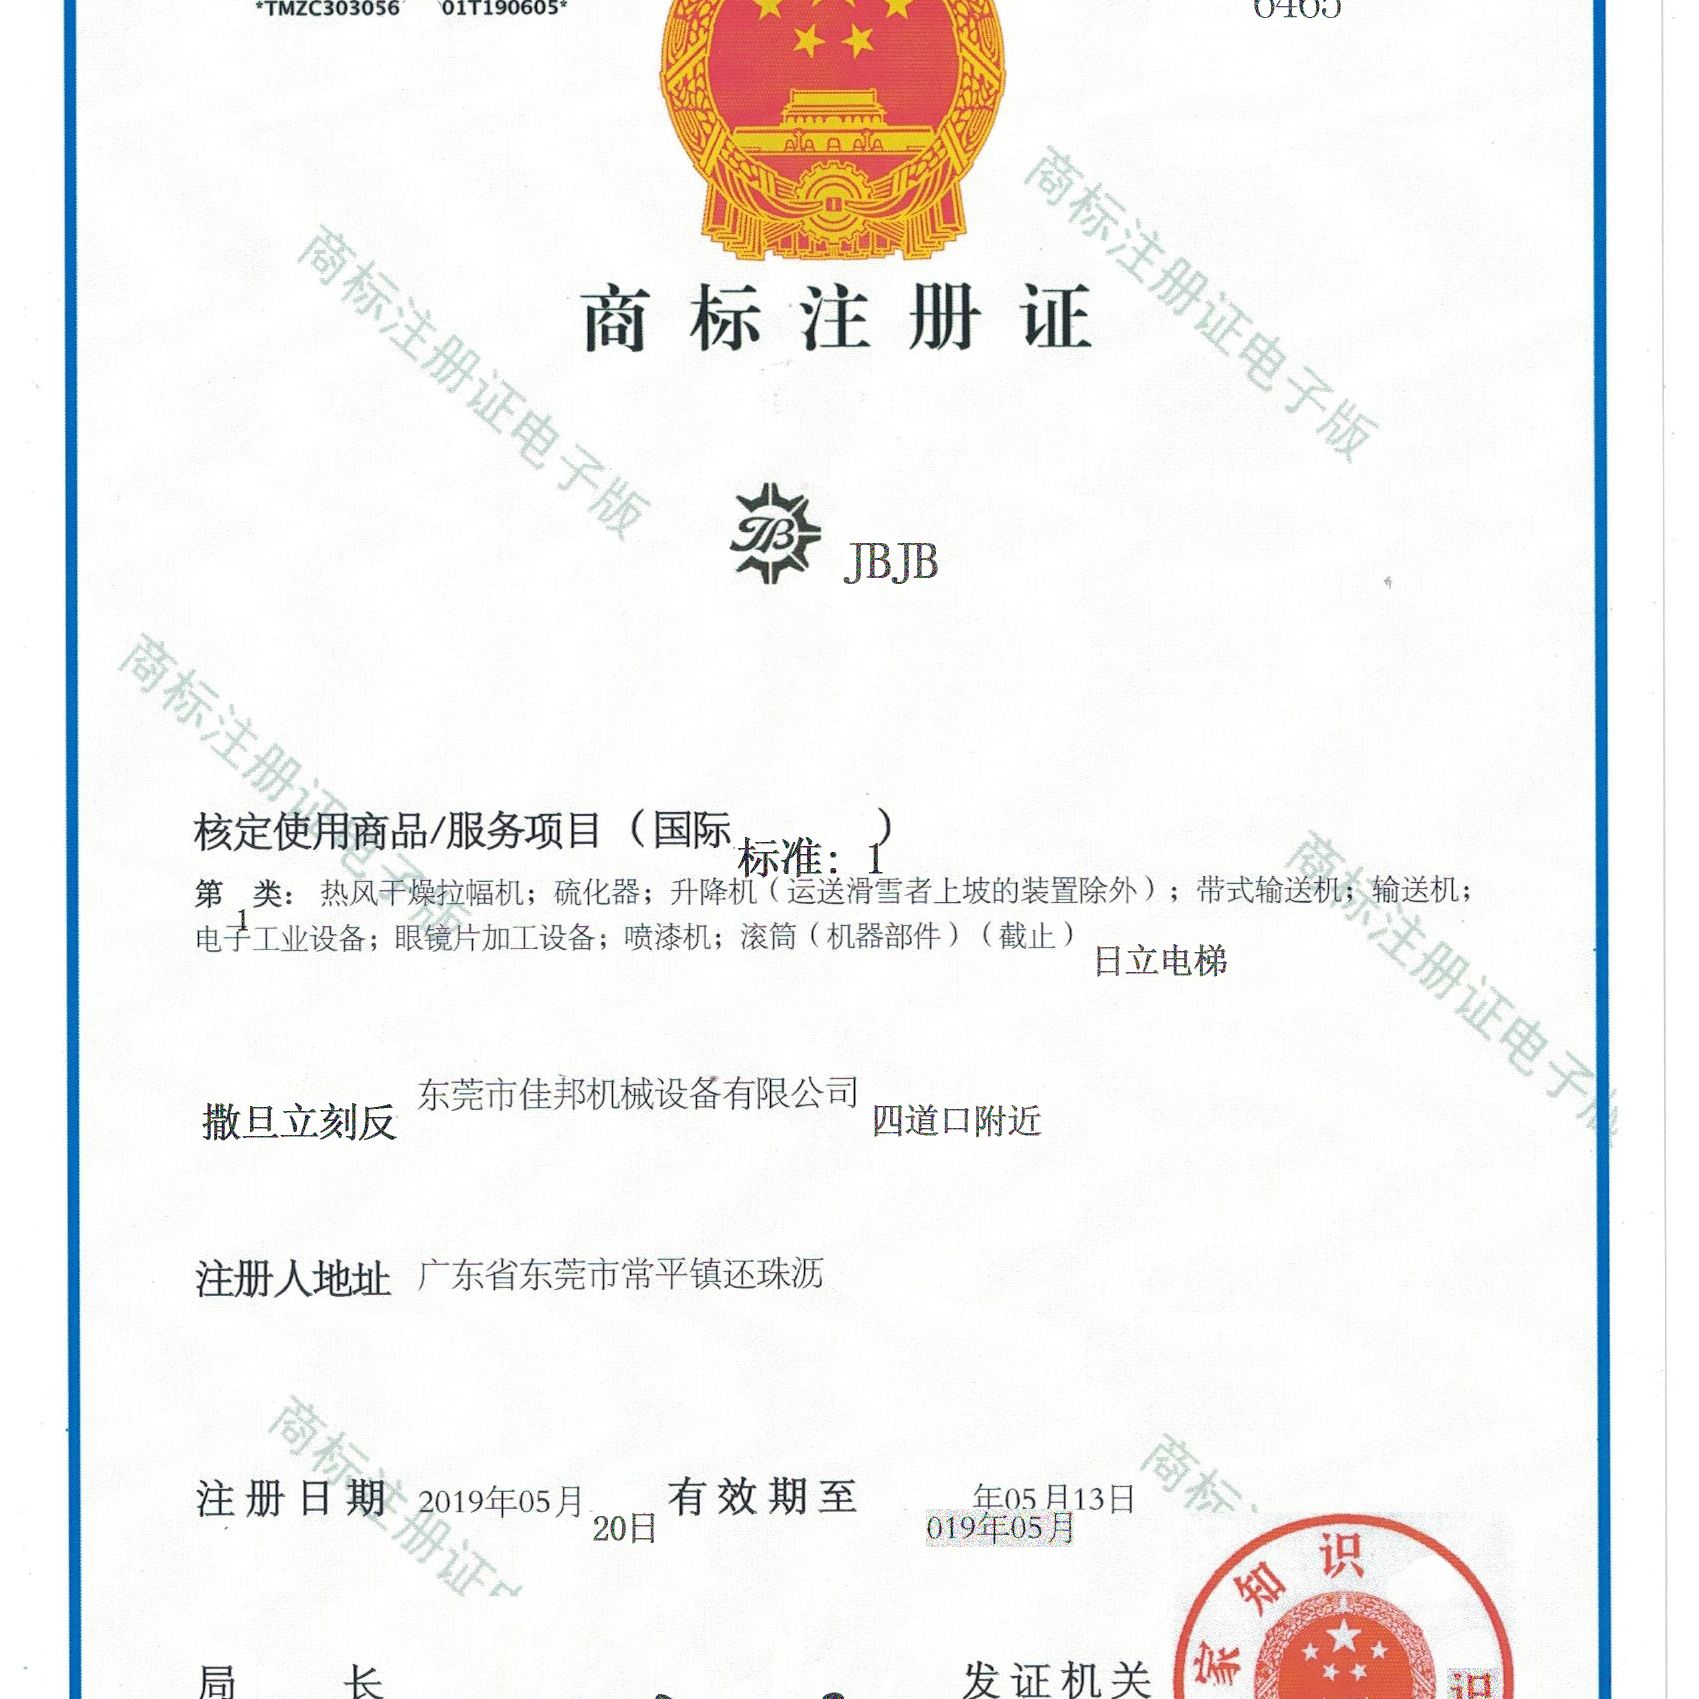 *TMZC303056 01T190605*
6465
商标注册证
JB JBJB
核定使用商品/服务项目（国际标准：1）
第1类：热风干燥拉幅机；硫化器；升降机（运送滑雪者上坡的装置除外）；带式输送机；输送机；
电子工业设备；眼镜片加工设备；喷漆机；滚筒（机器部件）（截止）日立电梯
撒旦立刻反 东莞市佳邦机械设备有限公司 四道口附近
注册人地址 广东省东莞市常平镇还珠沥
注册日期 2019年05月20日 有效期至 年05月13日
019年05月
局长 发证机关
家知识
识
商标注册证电子版
商标注册证电子版
商标注册证电子版
商标注册证电子版
商标注册证
商标